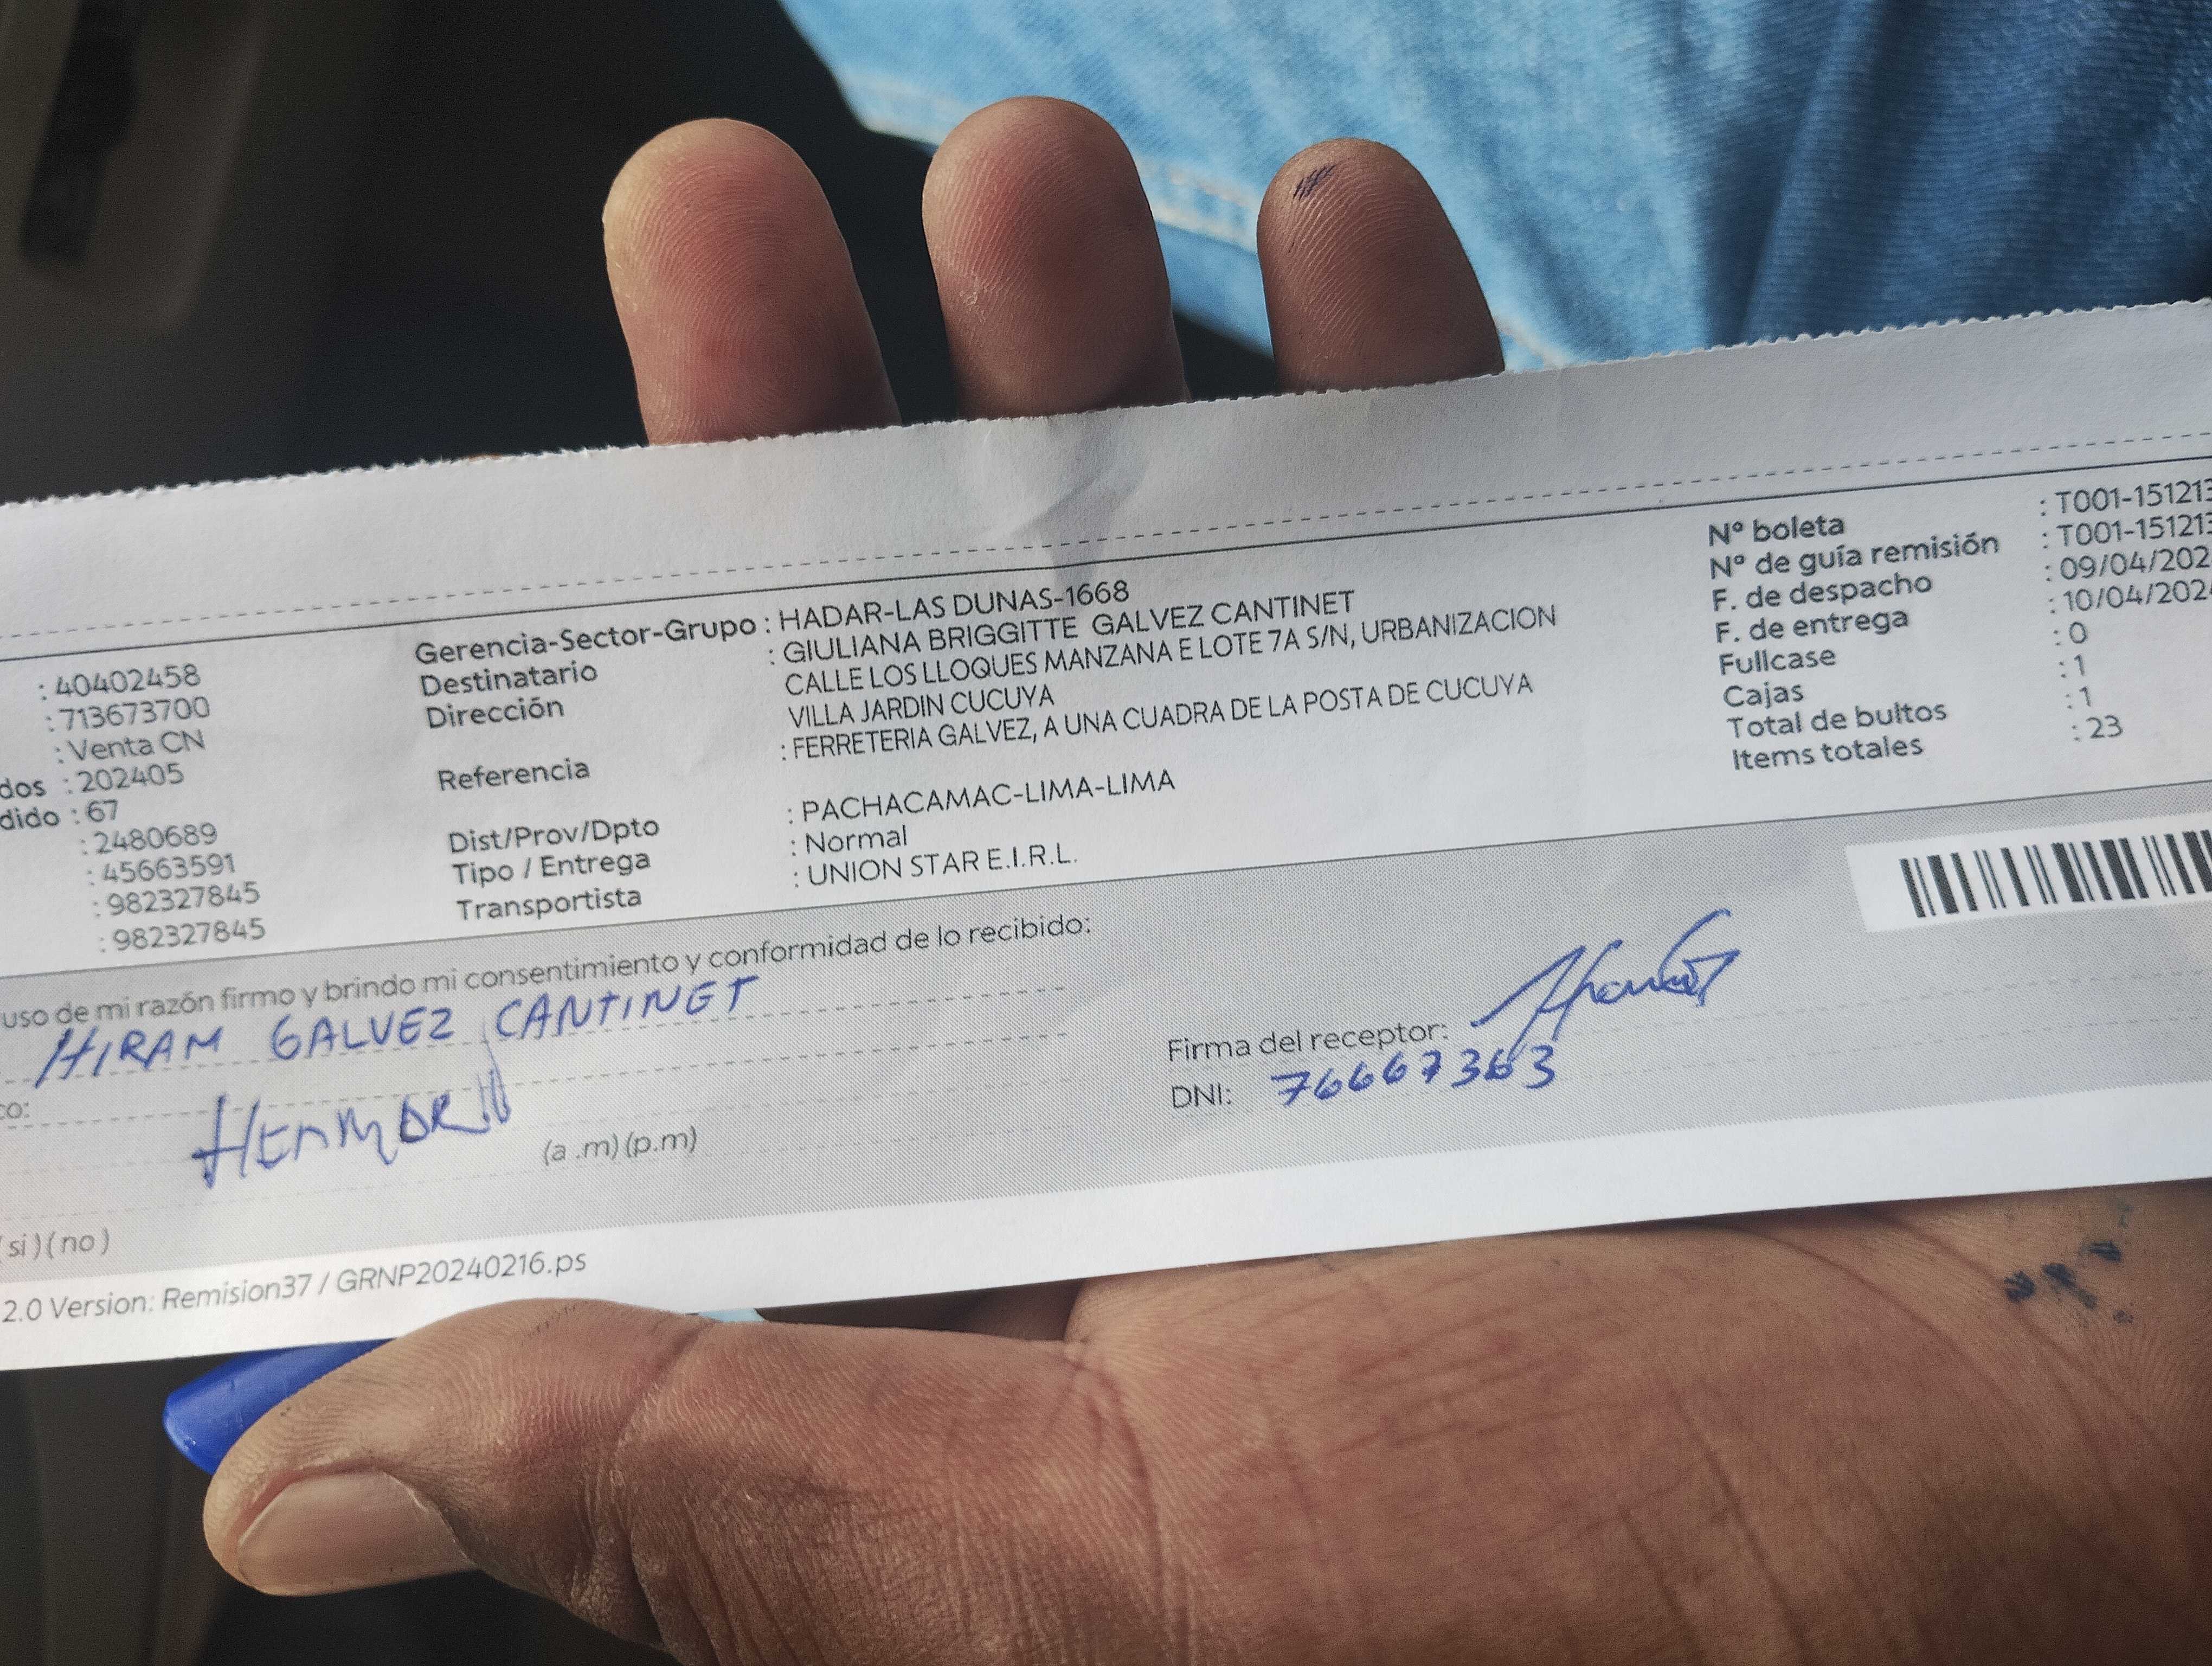 : 40402458
: 713673700
: Venta CN
dos : 202405
dido : 67
: 2480689
: 45663591
: 982327845
: 982327845
Gerencia-Sector-Grupo : HADAR-LAS DUNAS-1668
Destinatario : GIULIANA BRIGGITTE GALVEZ CANTINET
Dirección : CALLE LOS LLOQUES MANZANA E LOTE 7A S/N, URBANIZACION
VILLA JARDIN CUCUYA
Referencia : FERRETERIA GALVEZ, A UNA CUADRA DE LA POSTA DE CUCUYA
Dist/Prov/Dpto : PACHACAMAC-LIMA-LIMA
Tipo / Entrega : Normal
Transportista : UNION STAR E.I.R.L.
Nº boleta : T001-151213
Nº de guía remisión : T001-151213
F. de despacho : 09/04/202
F. de entrega : 10/04/2024
Fullcase : 0
Cajas : 1
Total de bultos : 1
Items totales : 23
uso de mi razón firmo y brindo mi consentimiento y conformidad de lo recibido:
HIRAM GALVEZ CANTINET
co:
(a .m) (p.m)
Firma del receptor:
DNI: 76667363
( si ) ( no )
2.0 Version: Remision37 / GRNP20240216.ps